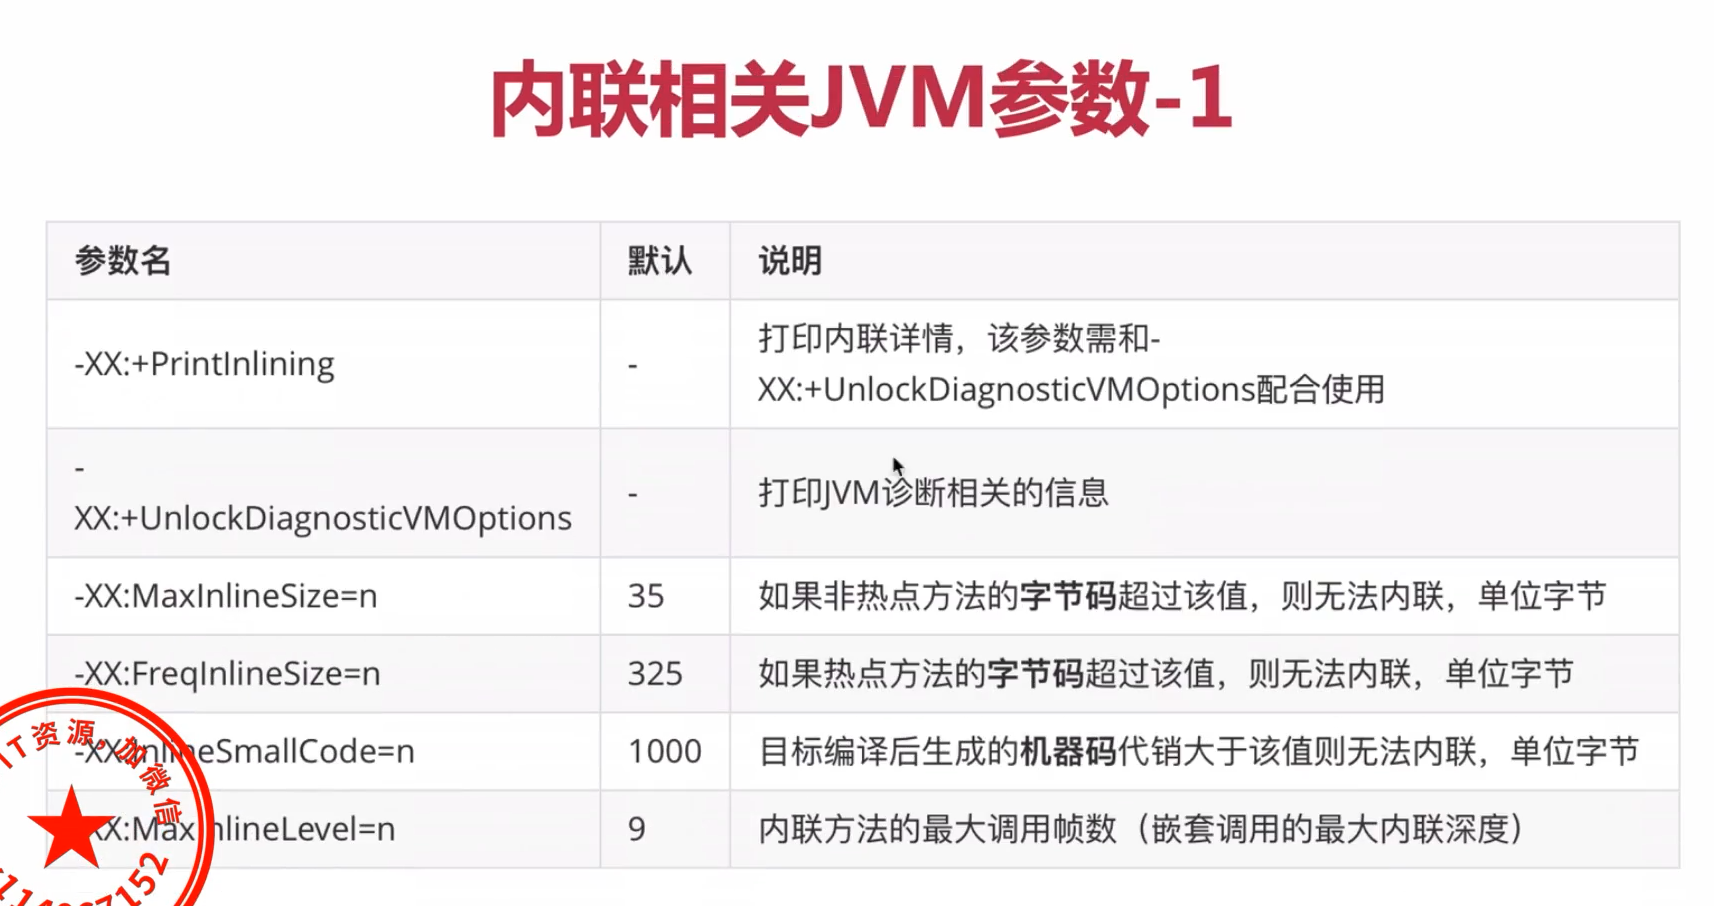 内联相关JVM参数-1
参数名 默认 说明
-XX:+PrintInlining - 打印内联详情，该参数需和-
XX:+UnlockDiagnosticVMOptions配合使用
-
XX:+UnlockDiagnosticVMOptions - 打印JVM诊断相关的信息
-XX:MaxInlineSize=n 35 如果非热点方法的字节码超过该值，则无法内联，单位字节
-XX:FreqInlineSize=n 325 如果热点方法的字节码超过该值，则无法内联，单位字节
-XX:InlineSmallCode=n 1000 目标编译后生成的机器码代销大于该值则无法内联，单位字节
XX:MaxInlineLevel=n 9 内联方法的最大调用帧数（嵌套调用的最大内联深度）
IT资源，加微信